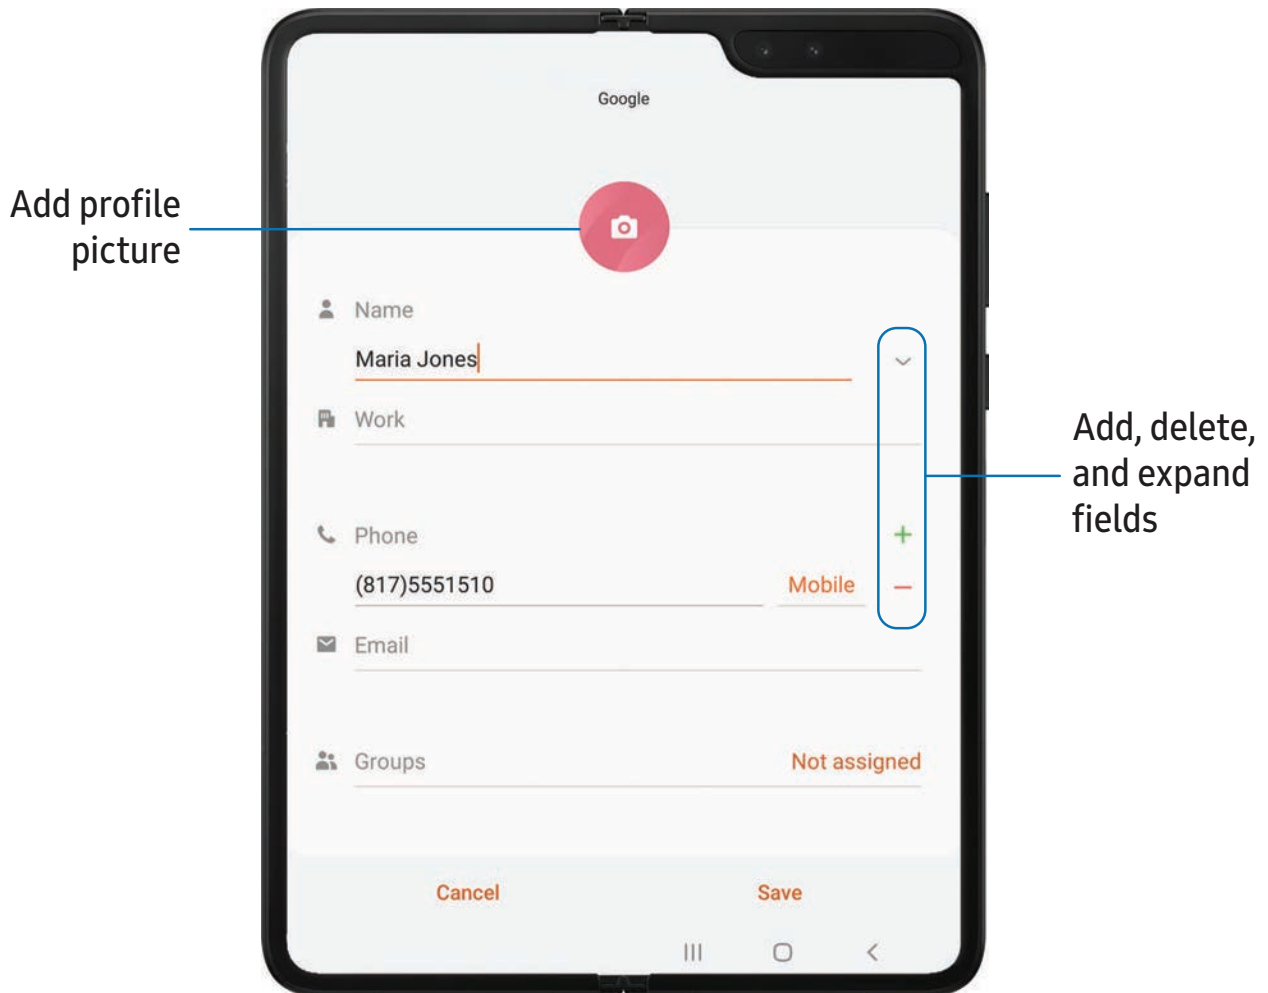 Google
Add profile
picture
Name
Maria Jones
Work
Add, delete,
and expand
fields
Phone
(817)5551510 Mobile
Email
Groups Not assigned
Cancel Save